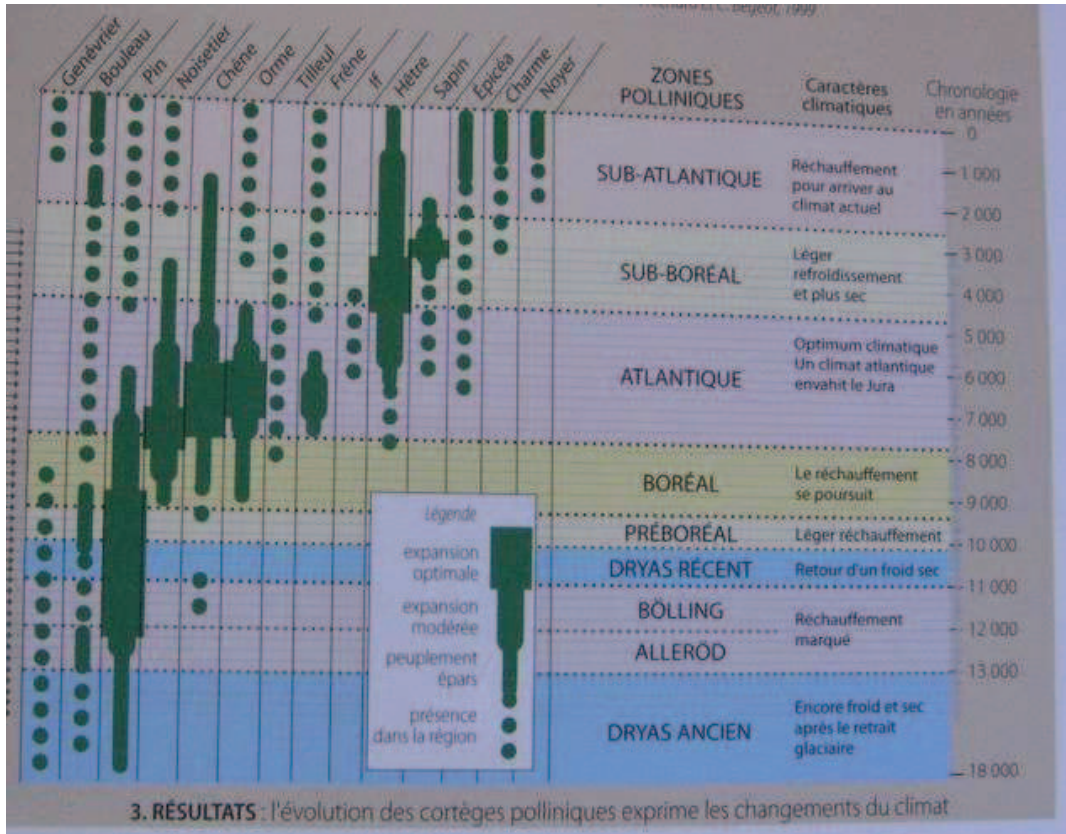 Begeot, 1999
Genévrier
Bouleau
Pin
Noisetier
Chêne
Orme
Tilleul
Frêne
If
Hêtre
Sapin
Épicéa
Charme
Noyer
ZONES
POLLINIQUES
Caractères
climatiques
Chronologie
en années
0
SUB-ATLANTIQUE
Réchauffement
pour arriver au
climat actuel
1 000
2 000
SUB-BORÉAL
Léger
refroidissement
et plus sec
3 000
4 000
ATLANTIQUE
Optimum climatique
Un climat atlantique
envahit le Jura
5 000
6 000
7 000
BORÉAL
Le réchauffement
se poursuit
8 000
9 000
PRÉBORÉAL
Léger réchauffement
10 000
DRYAS RÉCENT
Retour d'un froid sec
11 000
BÖLLING
Réchauffement
marqué
12 000
ALLERÖD
13 000
DRYAS ANCIEN
Encore froid et sec
après le retrait
glaciaire
18 000
Légende
expansion
optimale
expansion
modérée
peuplement
épars
présence
dans la région
3. RÉSULTATS : l'évolution des cortèges polliniques exprime les changements du climat